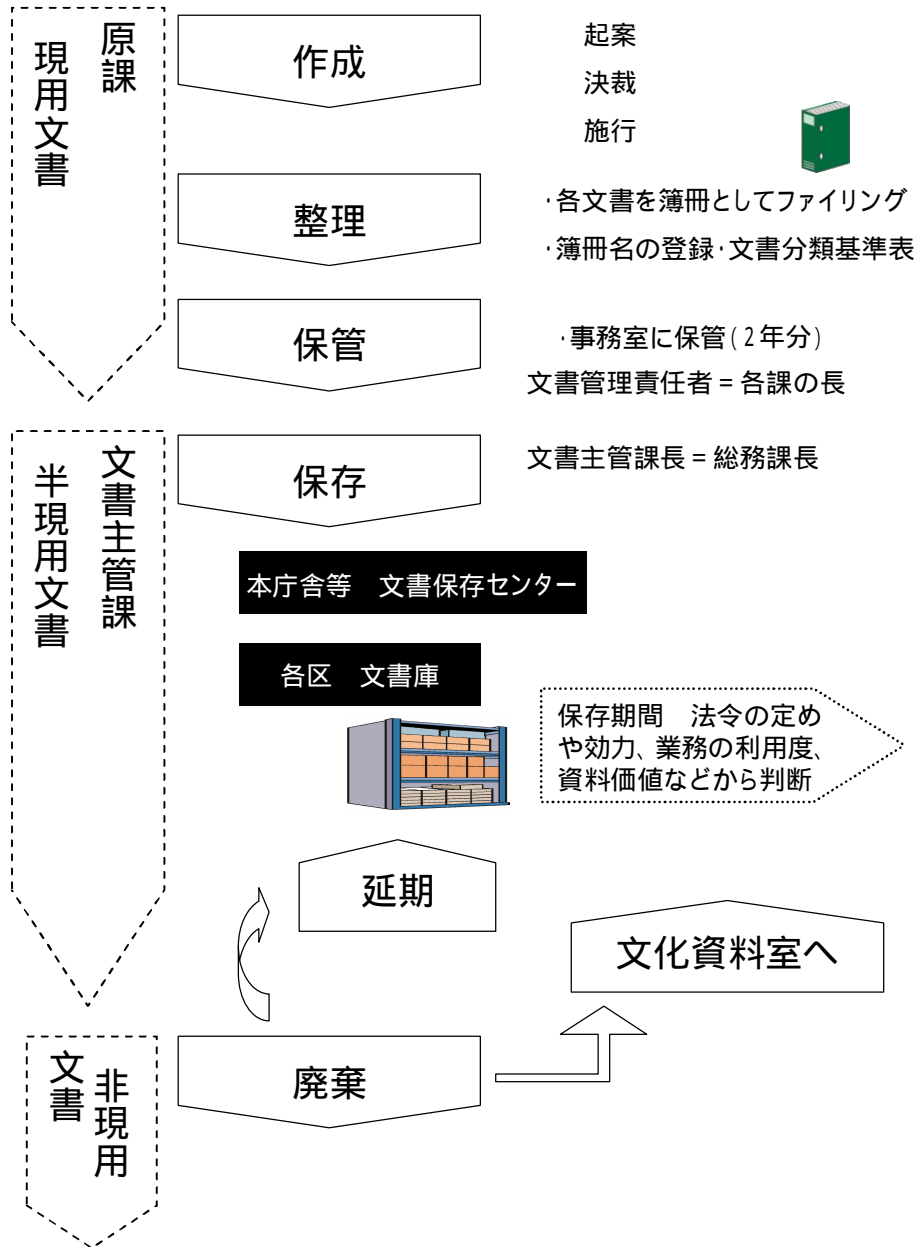 原課
現用文書
作成
起案
決裁
施行
整理
・各文書を簿冊としてファイリング
・簿冊名の登録・文書分類基準表
保管
・事務室に保管(2年分)
文書管理責任者=各課の長
文書主管課
半現用文書
保存
文書主管課長=総務課長
本庁舎等 文書保存センター
各区 文書庫
保存期間 法令の定め
や効力、業務の利用度、
資料価値などから判断
延期
文化資料室へ
非現用
文書
廃棄